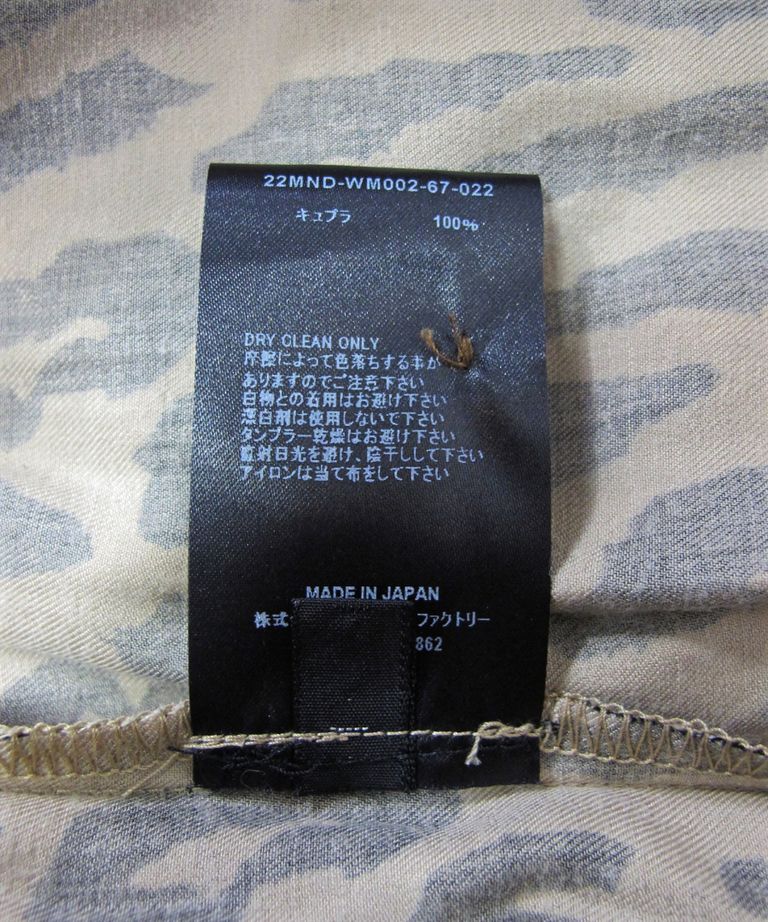 22MND-WM002-67-022
キュプラ 100%
DRY CLEAN ONLY
摩擦によって色落ちする事が
ありますのでご注意下さい
白物との着用はお避け下さい
漂白剤は使用しないで下さい
タンブラー乾燥はお避け下さい
直射日光を避け、陰干しして下さい
アイロンは当て布をして下さい
MADE IN JAPAN
株式 ファクトリー
862